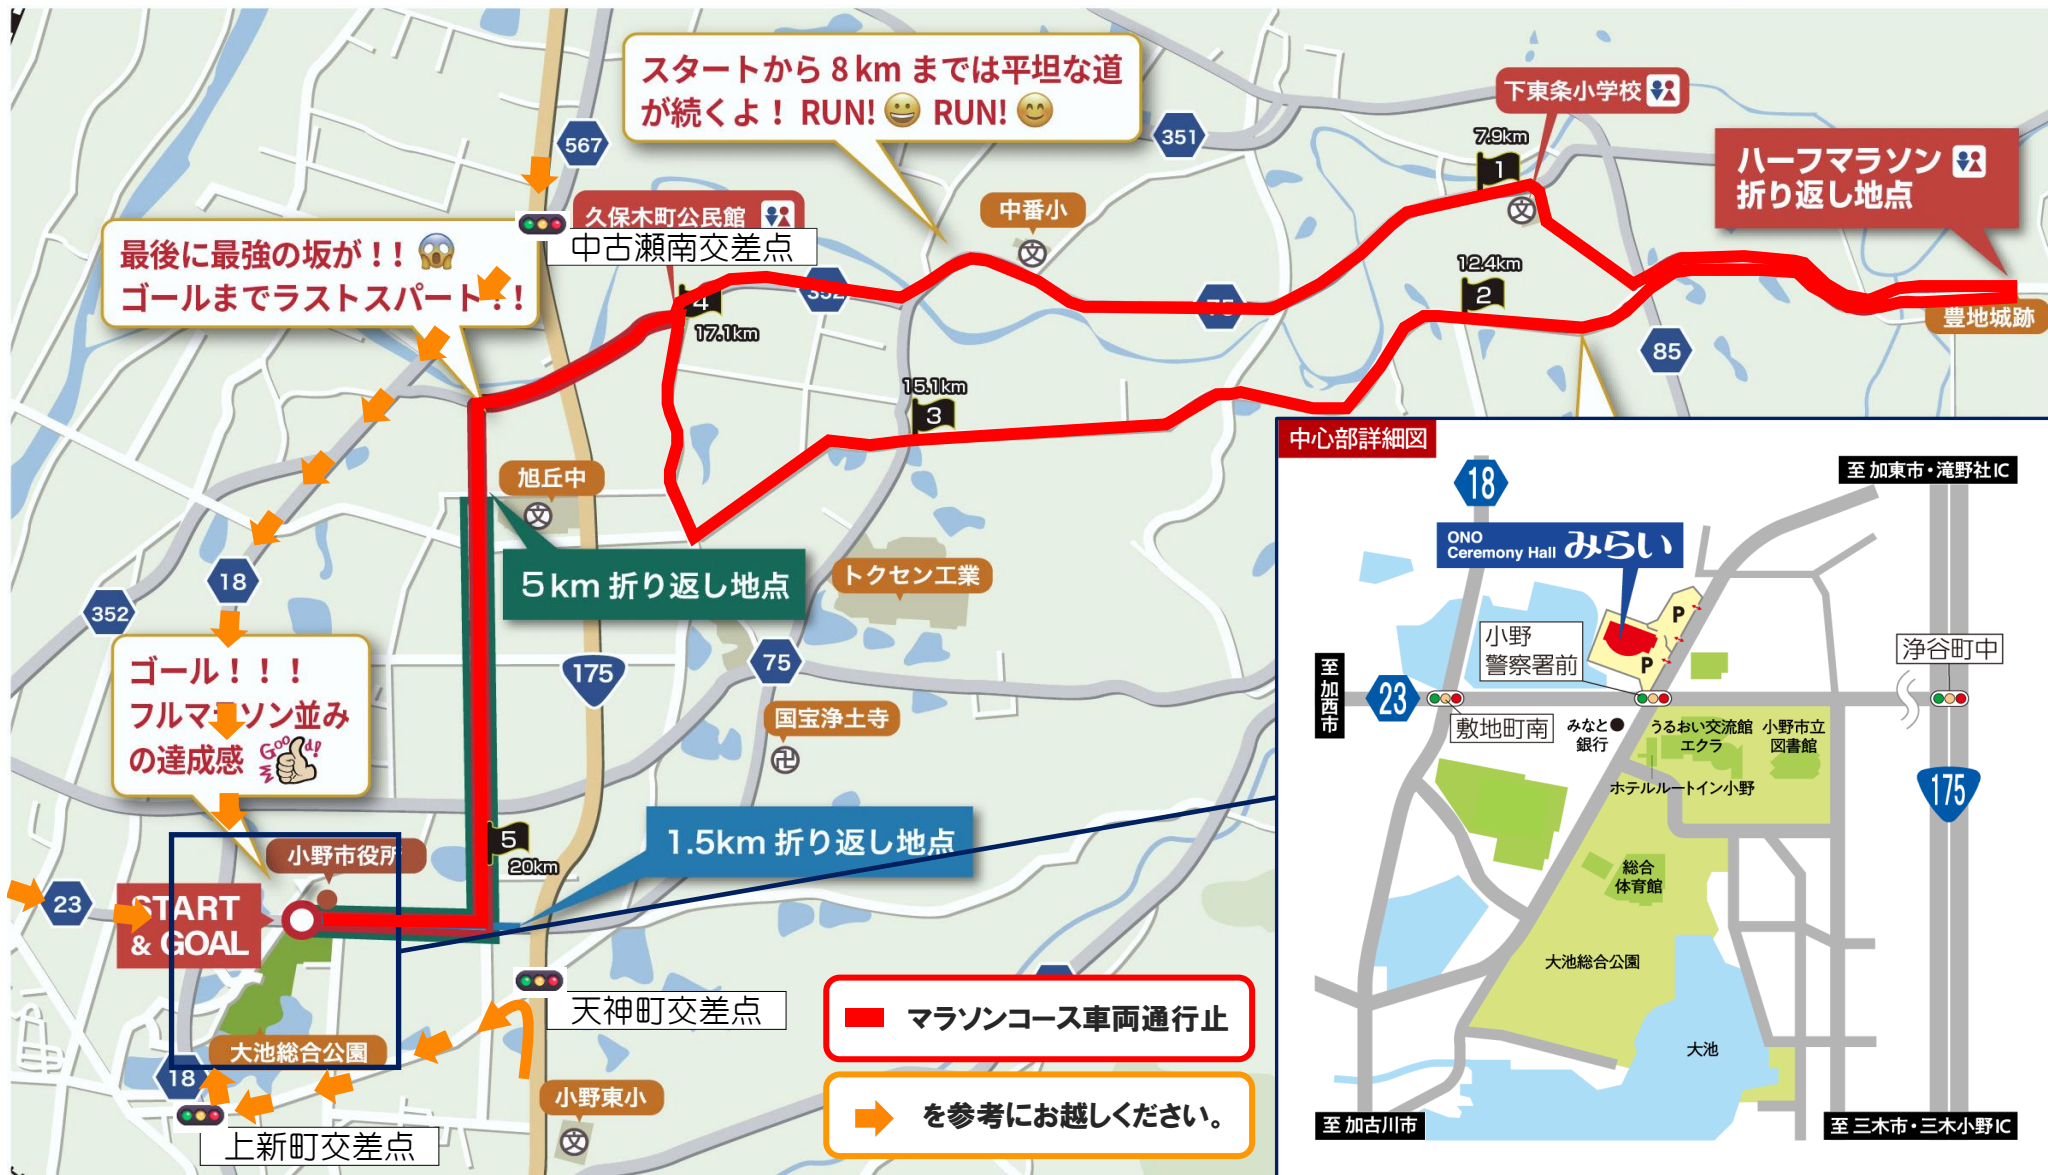 スタートから 8 km までは平坦な道
が続くよ！ RUN! RUN!
下東条小学校
7.9km
1
ハーフマラソン
折り返し地点
567
351
久保木町公民館
中古瀬南交差点
中番小
文
文
最後に最強の坂が！！
ゴールまでラストスパート！！
4
17.1km
352
75
12.4km
2
豊地城跡
85
15.1km
3
旭丘中
文
5km 折り返し地点
トクセン工業
18
352
175
75
国宝浄土寺
卍
ゴール！！！
フルマラソン並み
の達成感
Good!
小野市役所
5
20km
1.5km 折り返し地点
23
START
& GOAL
天神町交差点
大池総合公園
18
上新町交差点
小野東小
文
マラソンコース車両通行止
を参考にお越しください。
中心部詳細図
18
至 加東市・滝野社IC
ONO
Ceremony Hall みらい
P
P
小野
警察署前
浄谷町中
至加西市
23
敷地町南
みなと
銀行
うるおい交流館
エクラ
小野市立
図書館
ホテルルートイン小野
175
総合
体育館
大池総合公園
大池
至 加古川市
至 三木市・三木小野IC